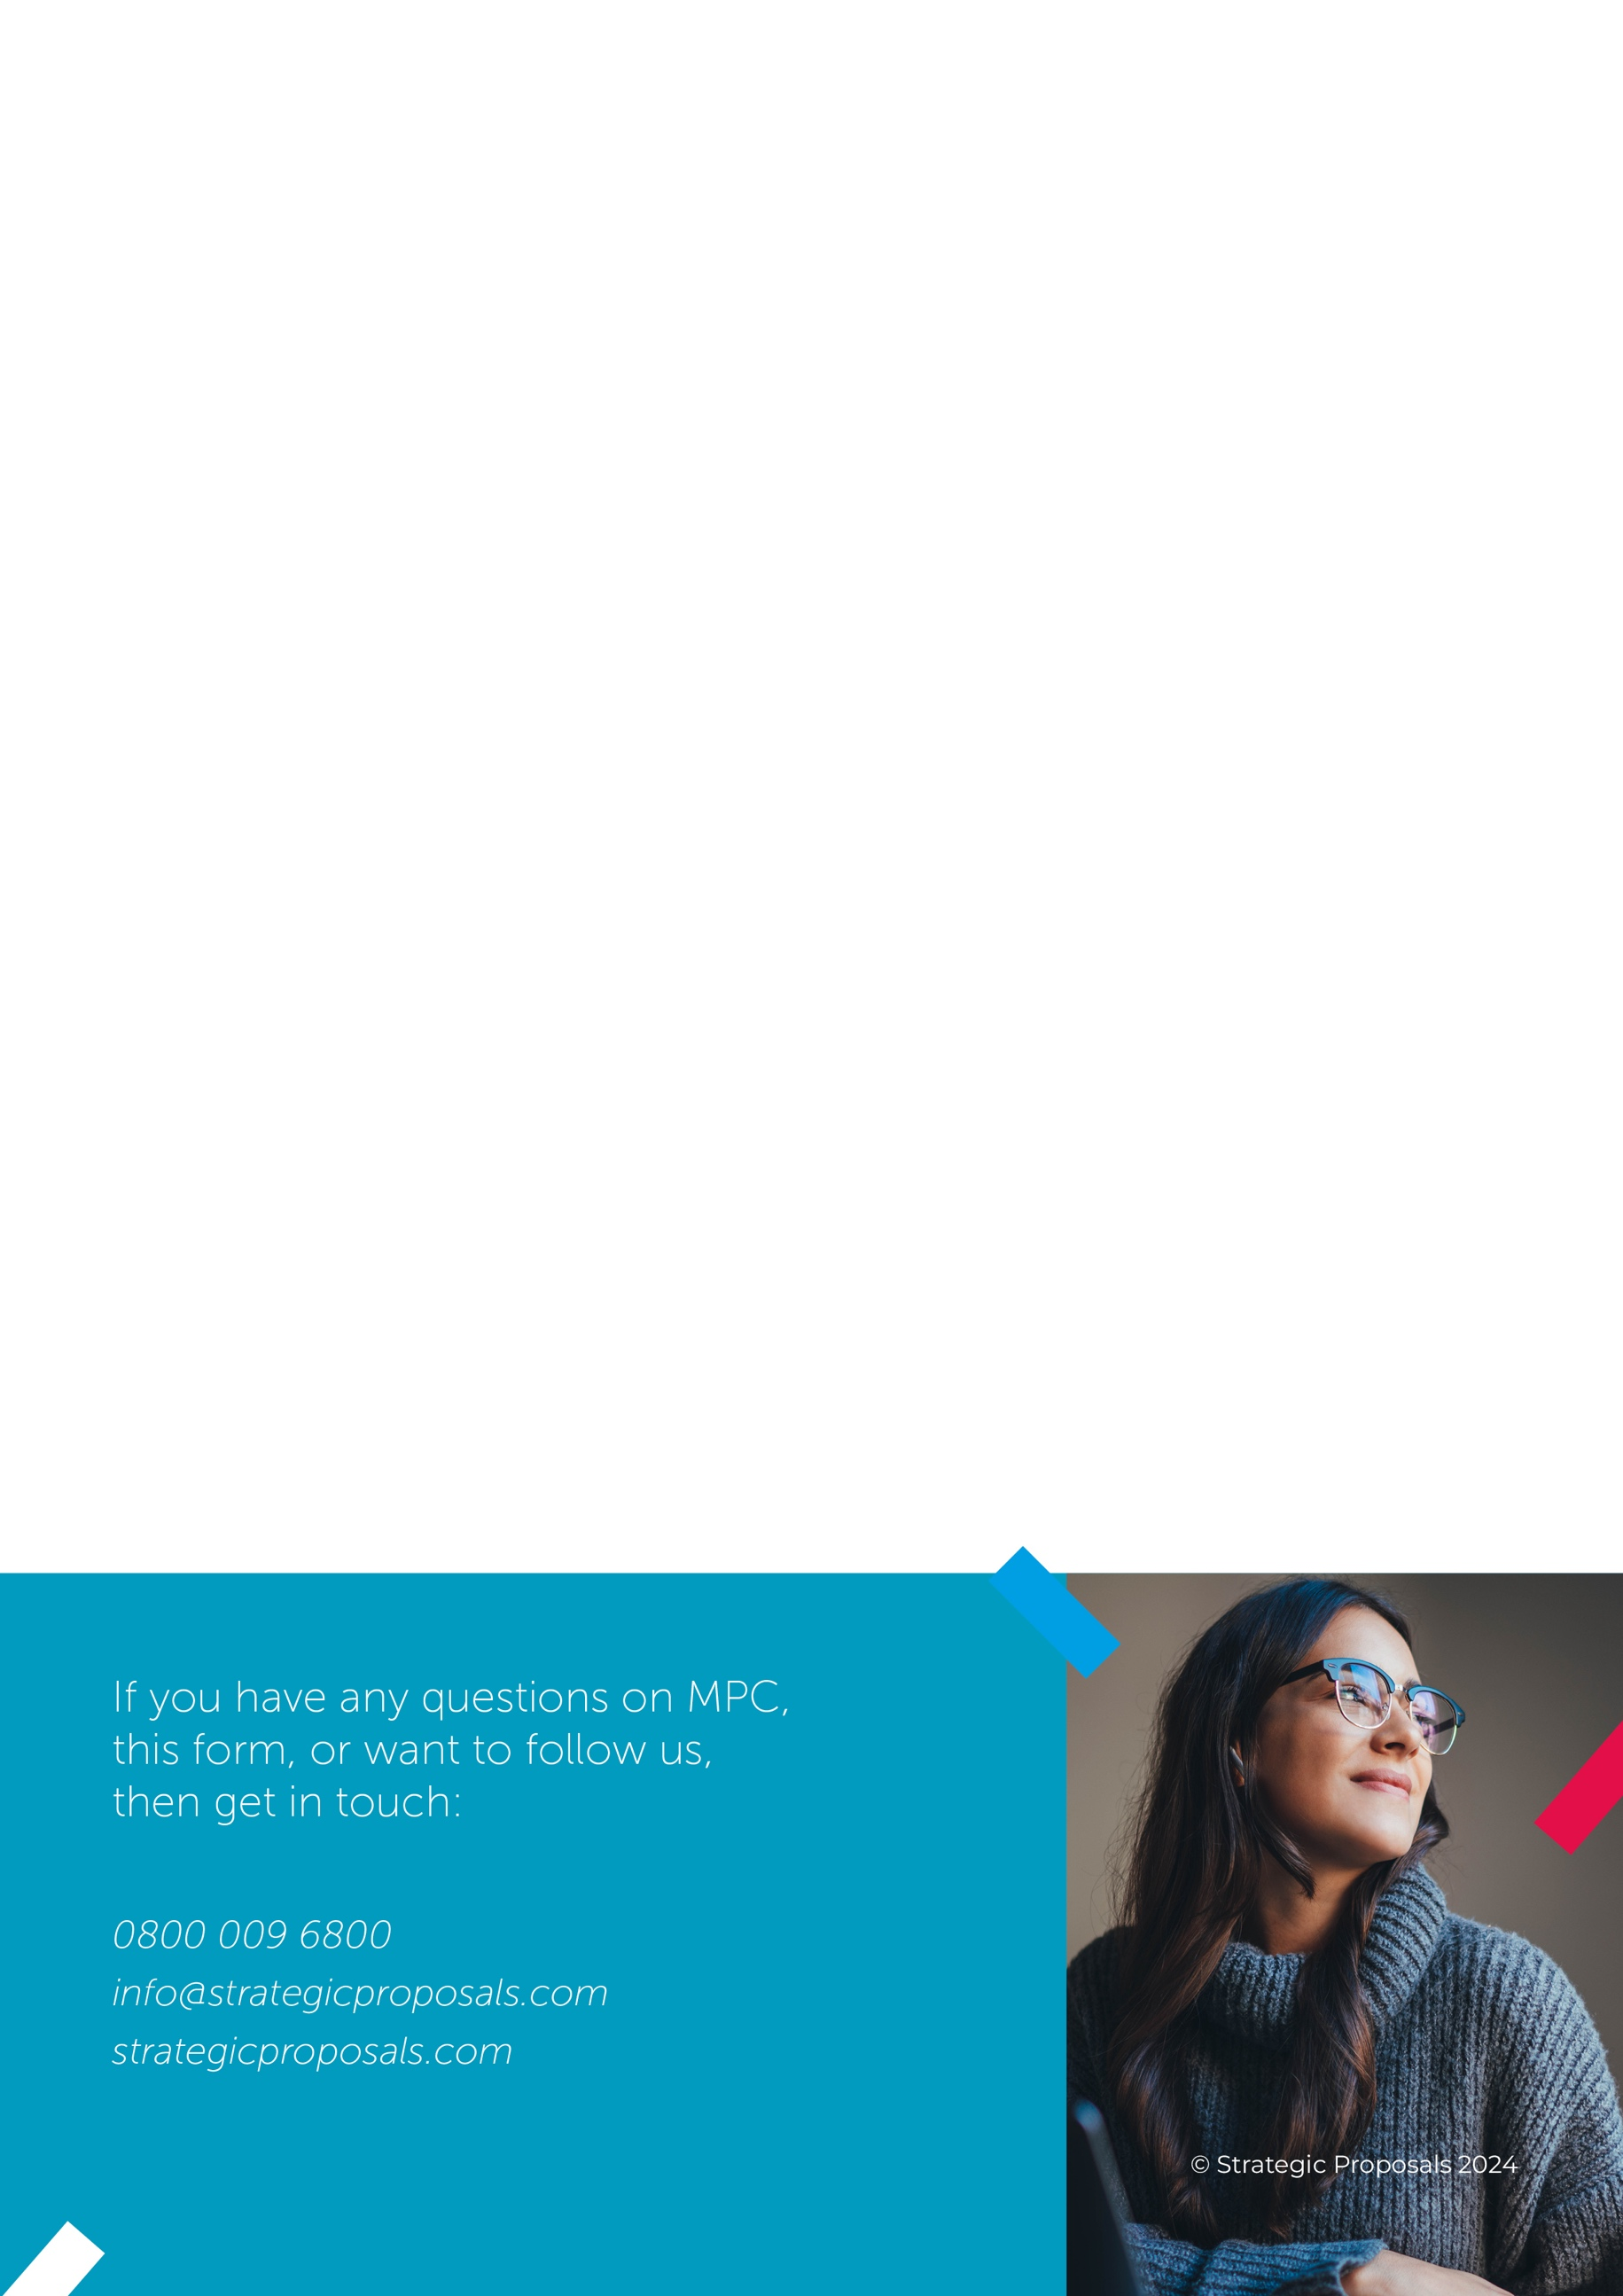 If you have any questions on MPC,
this form, or want to follow us,
then get in touch:
0800 009 6800
info@strategicproposals.com
strategicproposals.com
© Strategic Proposals 2024